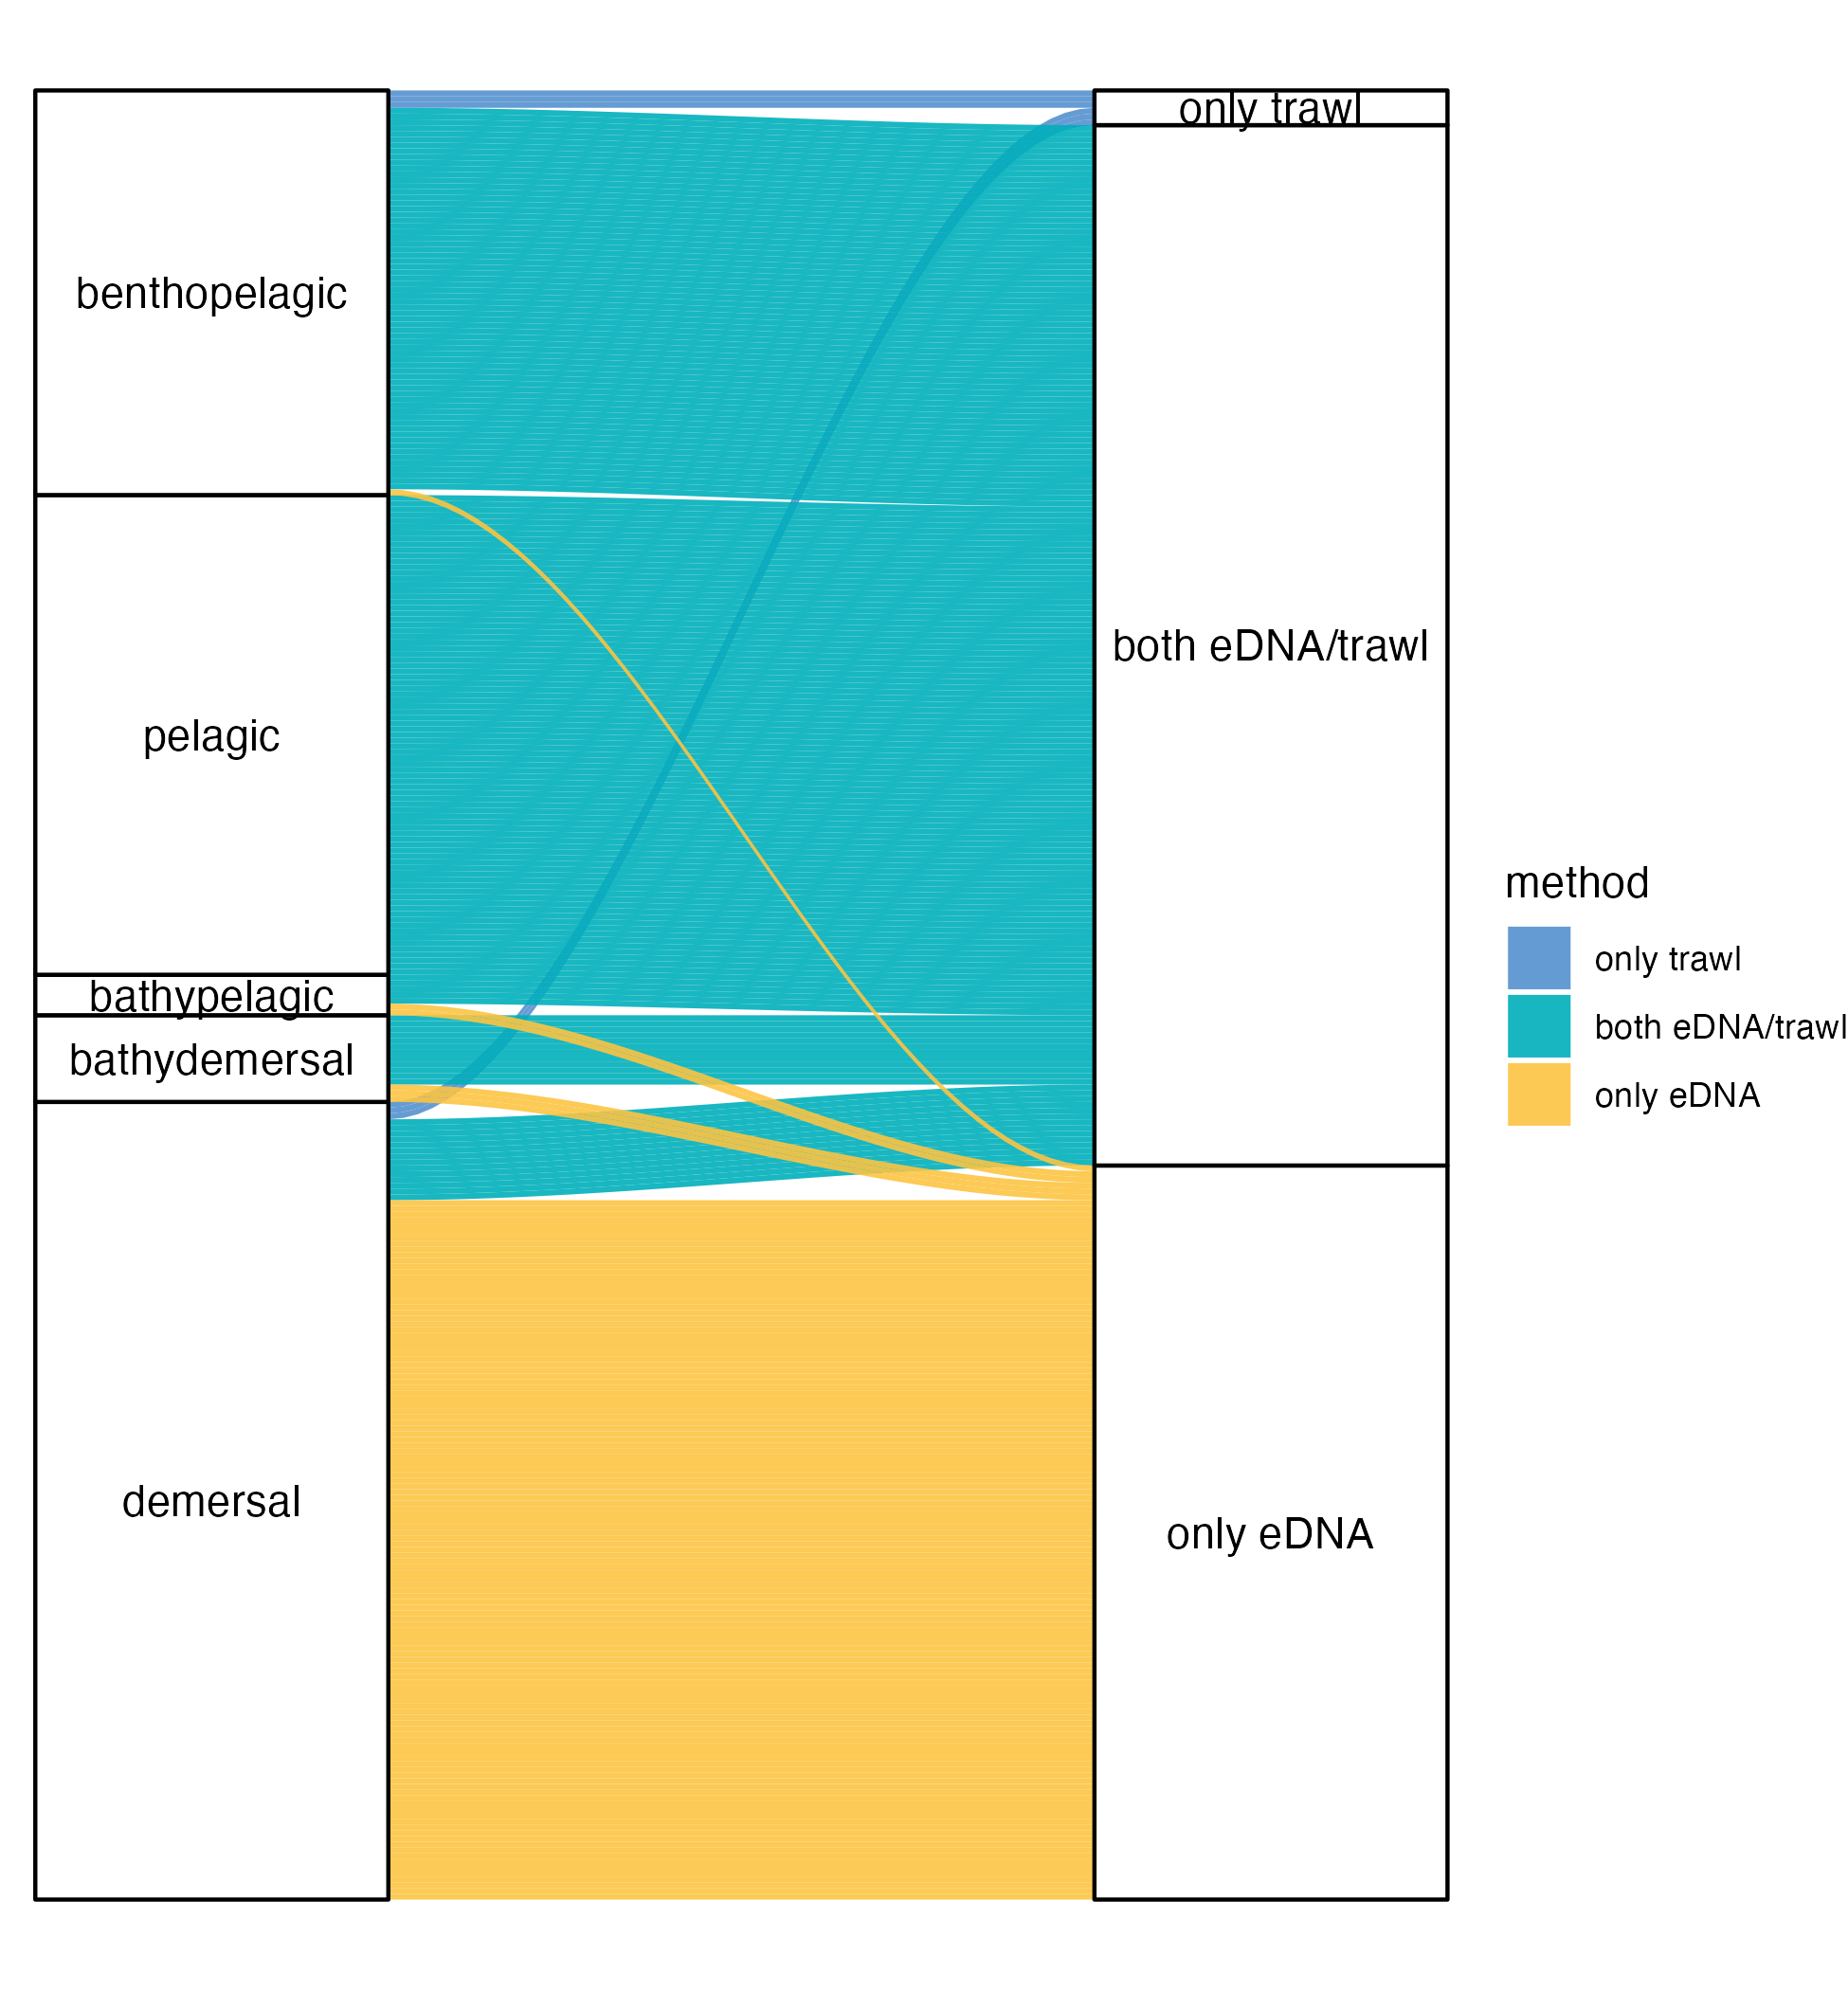 only trawl
benthopelagic
both eDNA/trawl
pelagic
method
only trawl
bathypelagic
both eDNA/trawl
bathydemersal
only eDNA
demersal
only eDNA